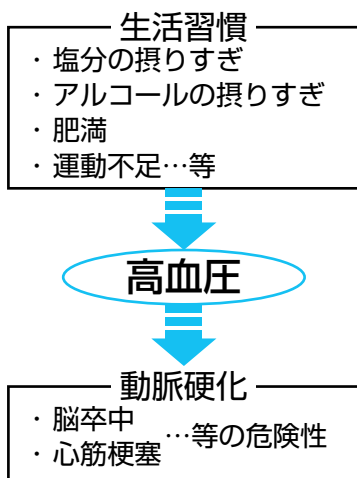 生活習慣
・塩分の摂りすぎ
・アルコールの摂りすぎ
・肥満
・運動不足…等
高血圧
動脈硬化
・脳卒中
・心筋梗塞
…等の危険性